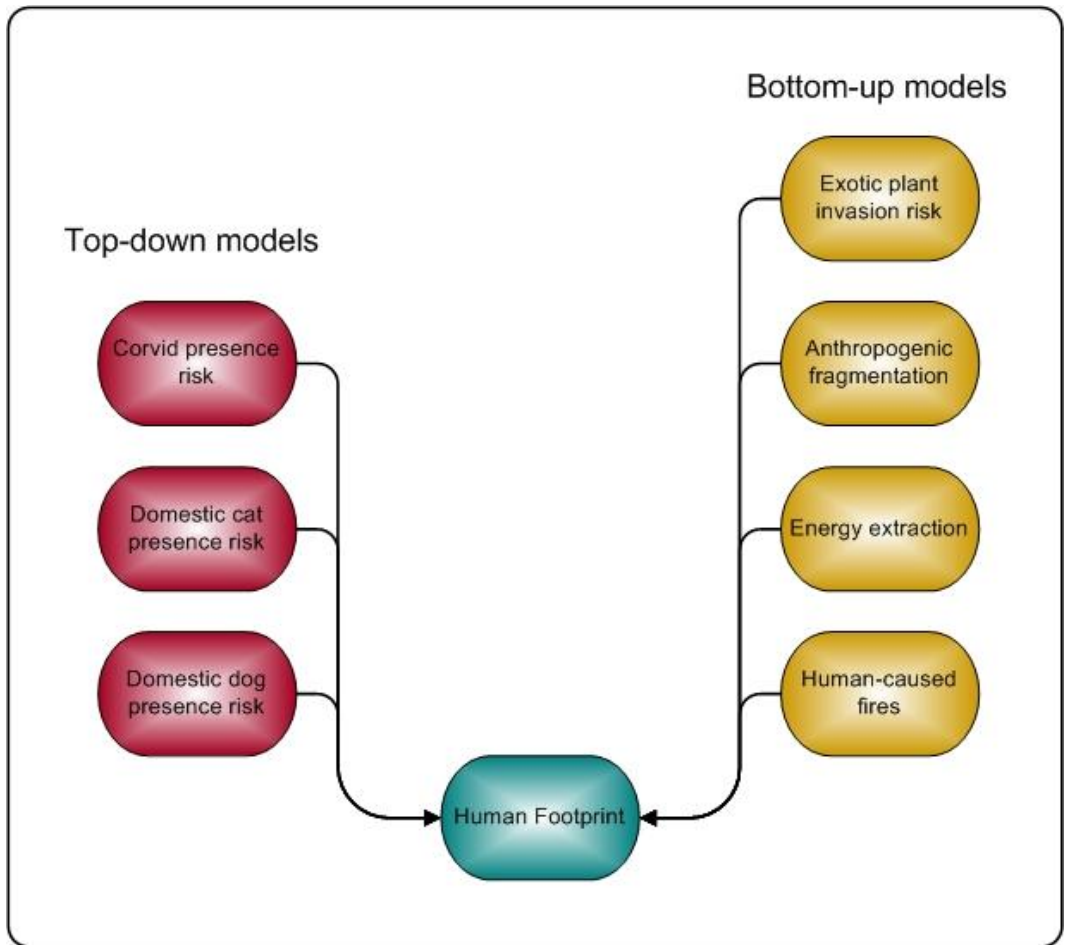 Top-down models
Corvid presence
risk
Domestic cat
presence risk
Domestic dog
presence risk
Bottom-up models
Exotic plant
invasion risk
Anthropogenic
fragmentation
Energy extraction
Human-caused
fires
Human Footprint